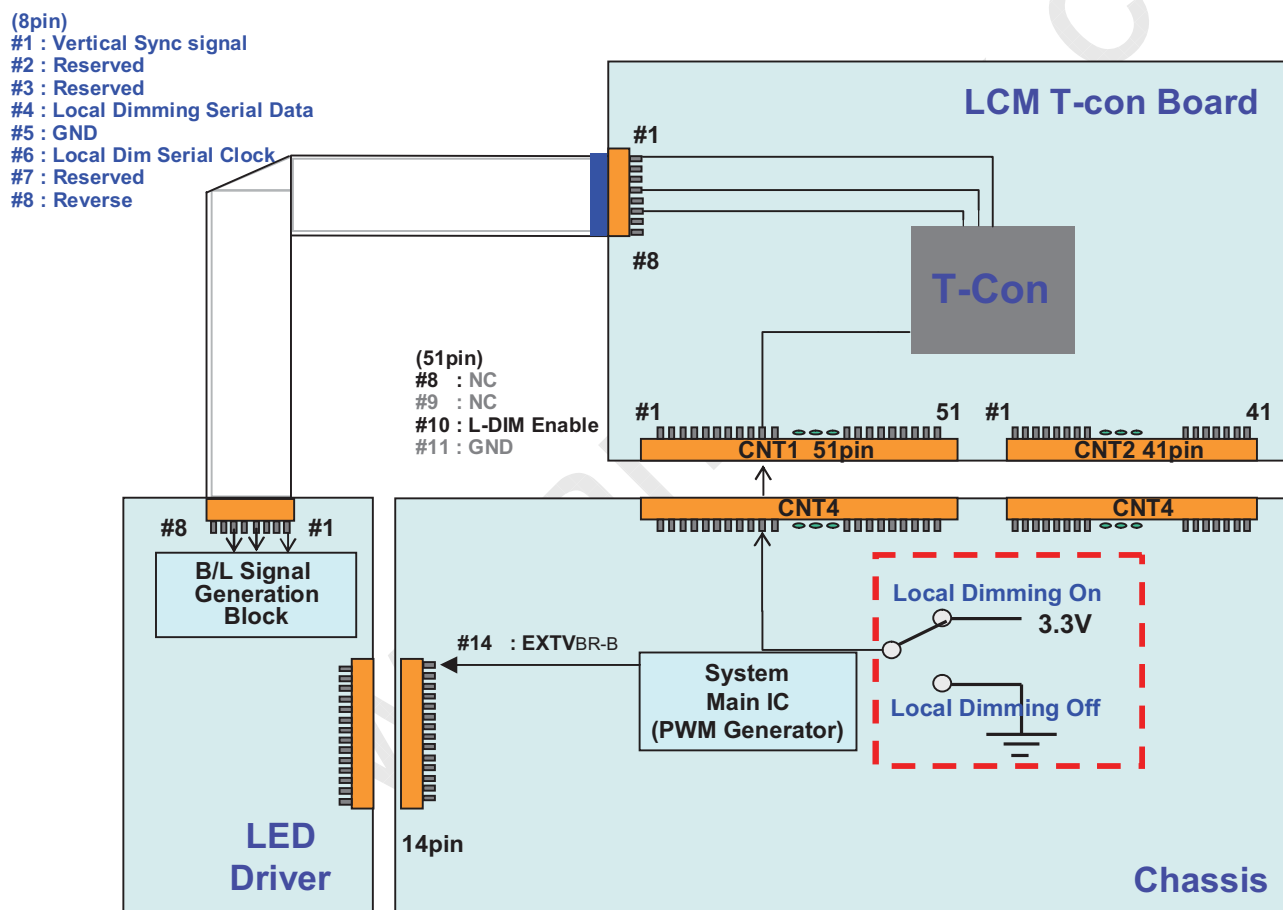 (8pin)
#1 : Vertical Sync signal
#2 : Reserved
#3 : Reserved
#4 : Local Dimming Serial Data
#5 : GND
#6 : Local Dim Serial Clock
#7 : Reserved
#8 : Reverse
LCM T-con Board
#1
#8
T-Con
(51pin)
#8 : NC
#9 : NC
#10 : L-DIM Enable
#11 : GND
#1
51
#1
41
CNT1 51pin
CNT2 41pin
CNT4
CNT4
#8
#1
B/L Signal
Generation
Block
Local Dimming On
3.3V
Local Dimming Off
#14 : EXTVBR-B
System
Main IC
(PWM Generator)
14pin
LED
Driver
Chassis